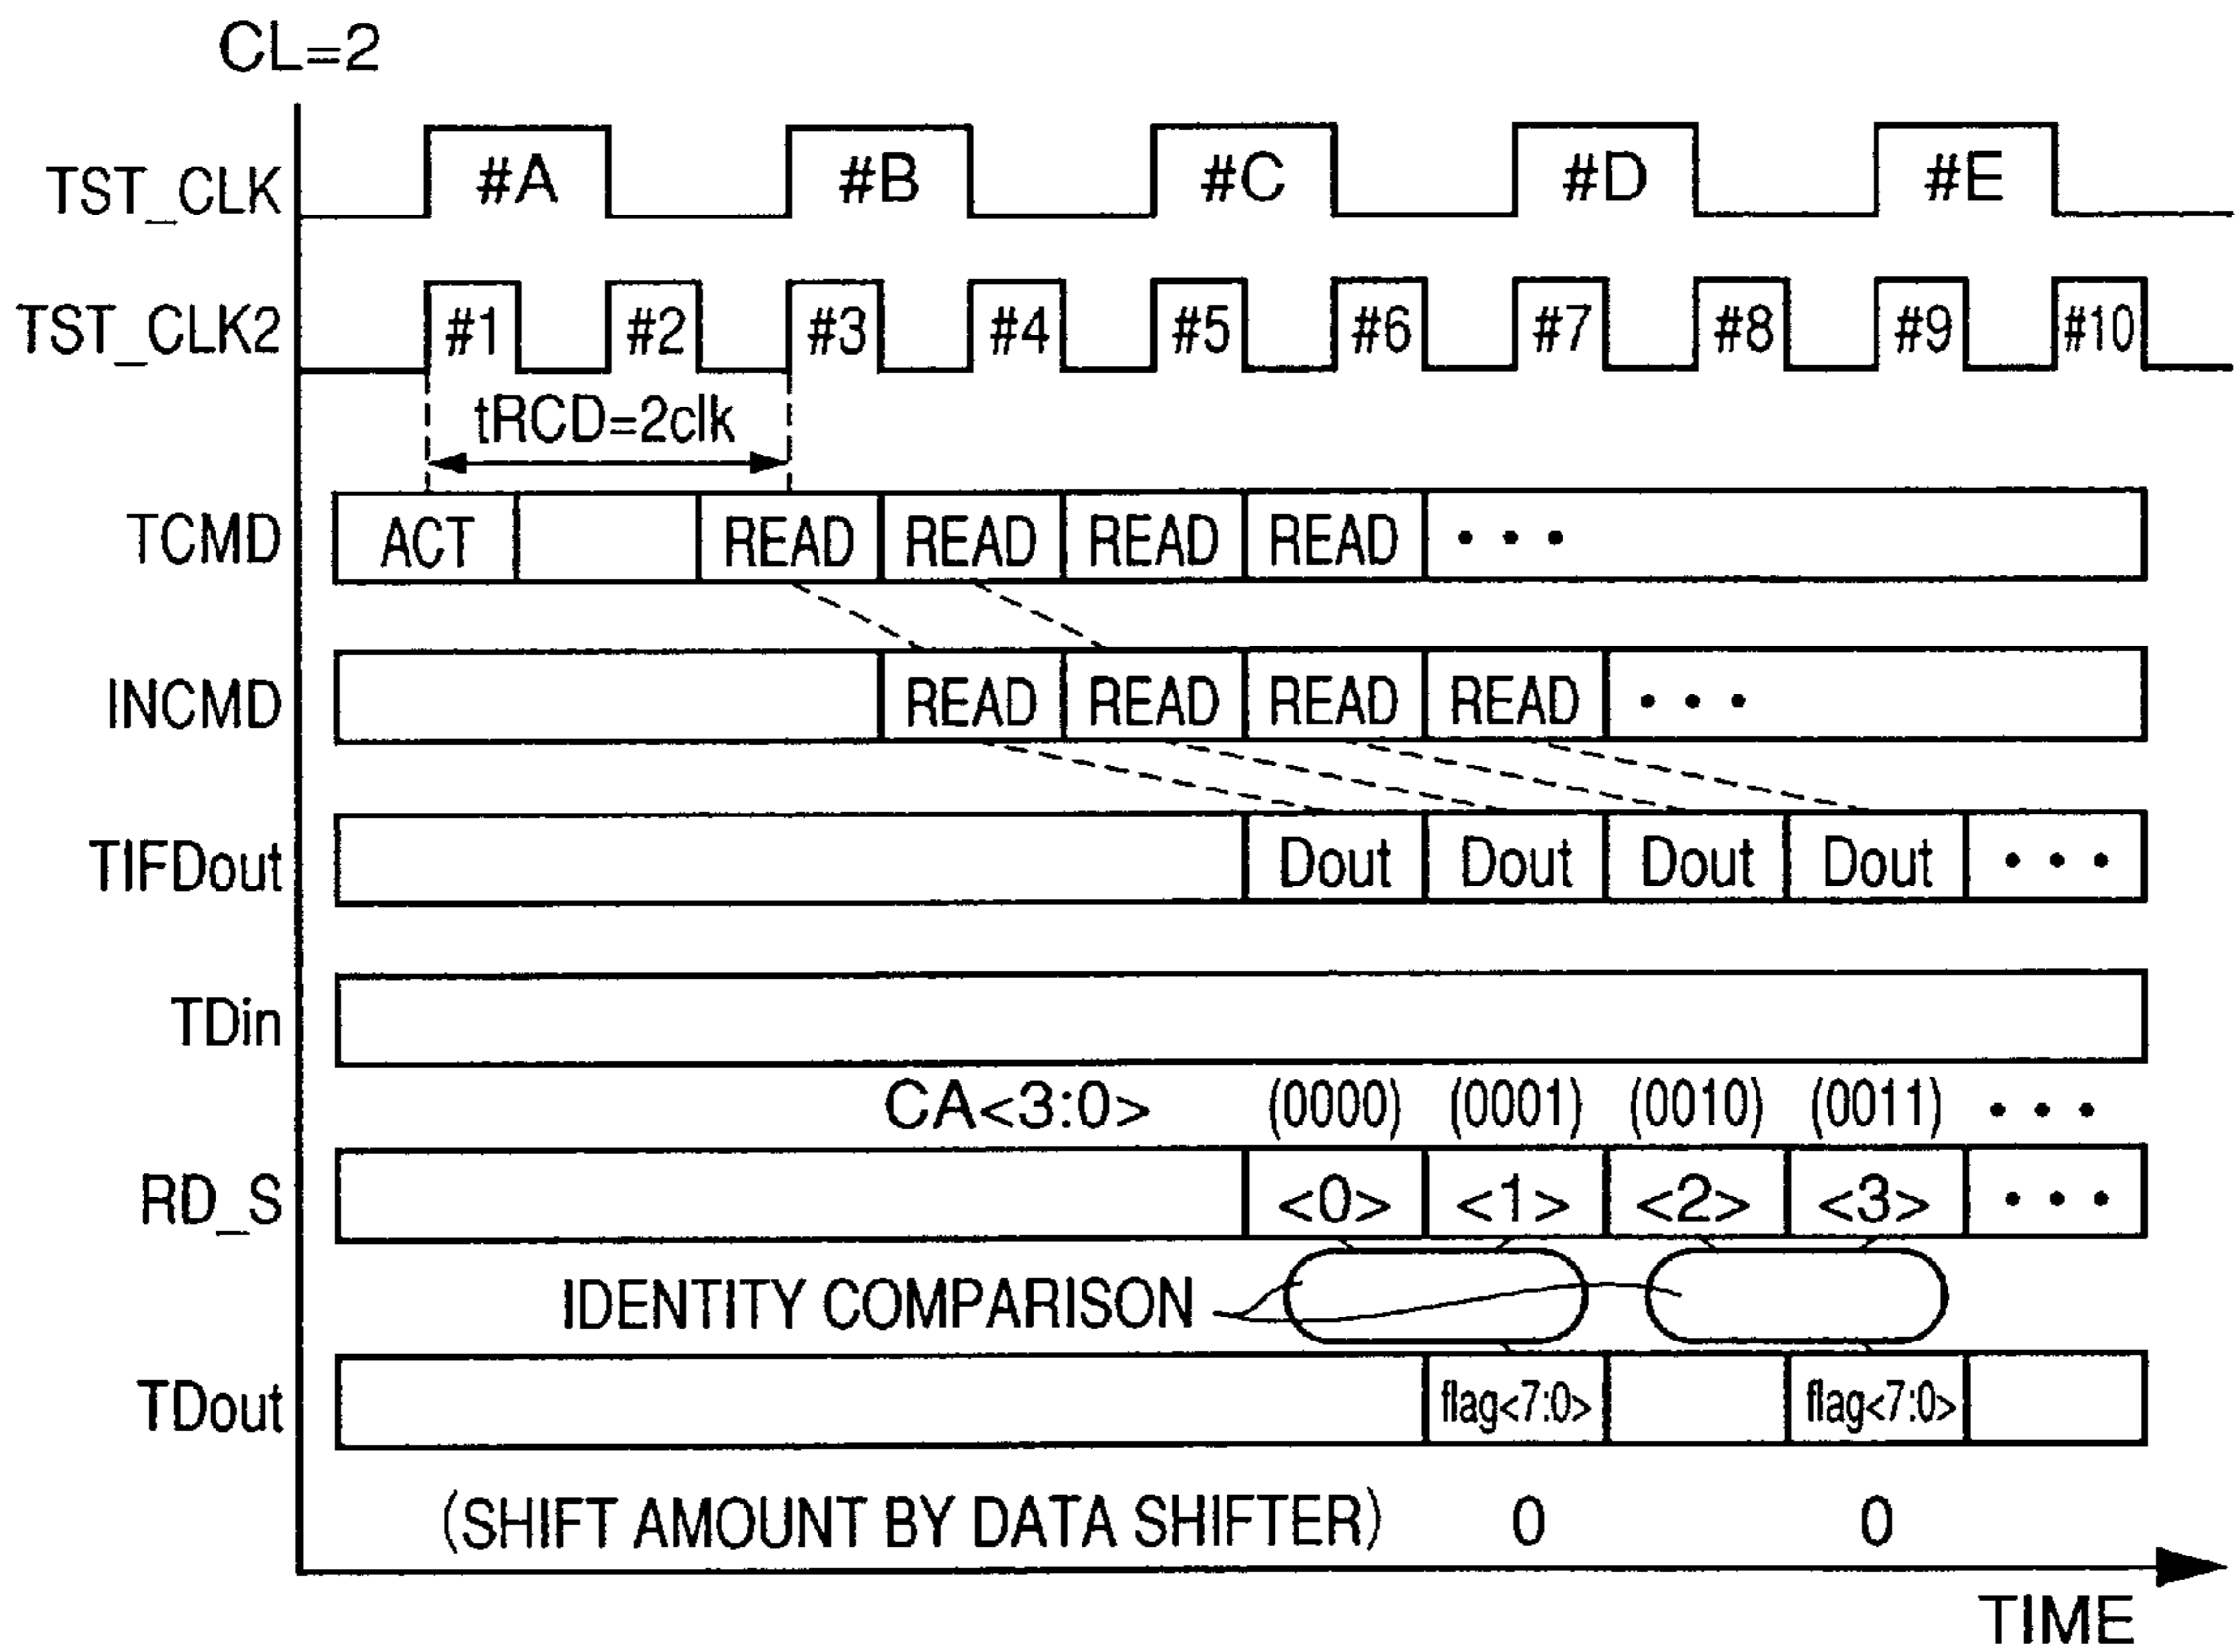 CL=2
TST_CLK #A #B #C #D #E
TST_CLK2 #1 #2 #3 #4 #5 #6 #7 #8 #9 #10
tRCD=2clk
TCMD ACT READ READ READ READ • • •
INCMD READ READ READ READ • • •
TIFDout Dout Dout Dout Dout • • •
TDin
CA<3:0> (0000) (0001) (0010) (0011) • • •
RD_S <0> <1> <2> <3> • • •
IDENTITY COMPARISON
TDout flag<7:0> flag<7:0>
(SHIFT AMOUNT BY DATA SHIFTER) 0 0
TIME